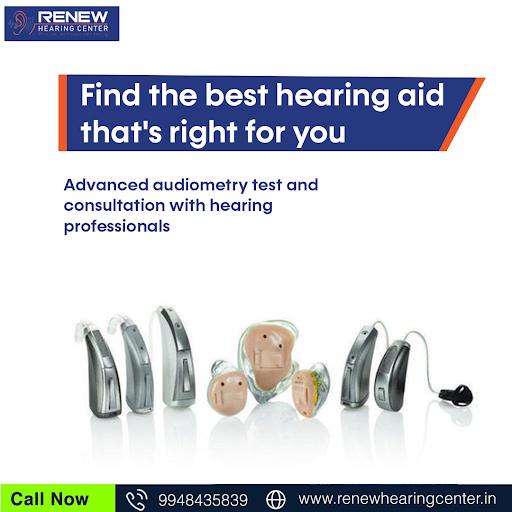 RENEW
HEARING CENTER
Find the best hearing aid
that's right for you
Advanced audiometry test and
consultation with hearing
professionals
Call Now 9948435839 www.renewhearingcenter.in